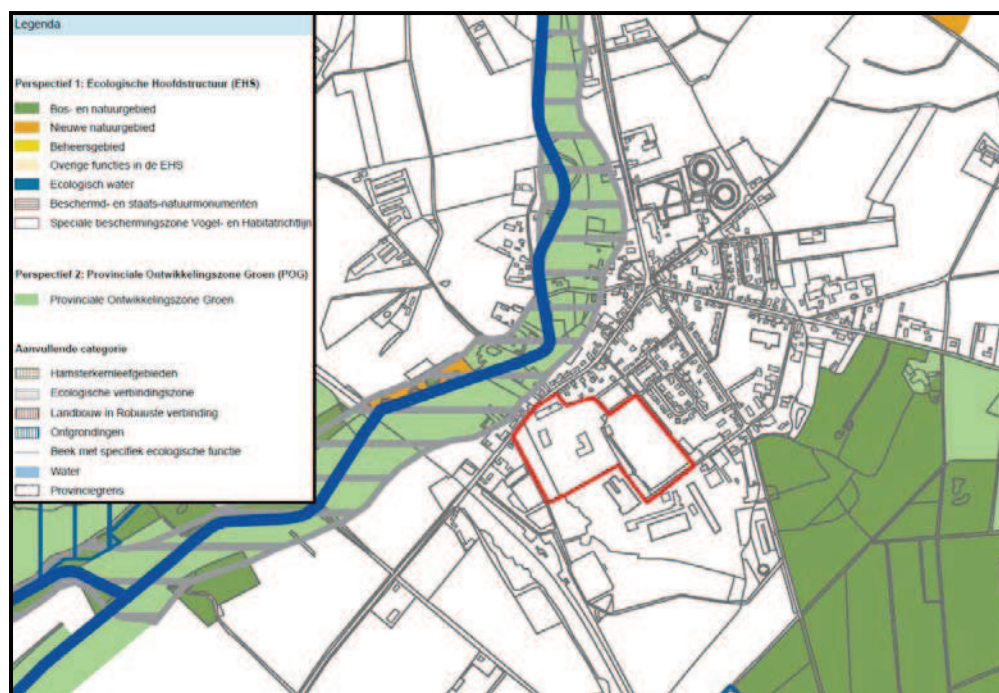 Legenda
Perspectief 1: Ecologische Hoofdstructuur (EHS)
Bos- en natuurgebied
Nieuwe natuurgebied
Beheersgebied
Overige functies in de EHS
Ecologisch water
Beschermd- en staats-natuurmonumenten
Speciale beschermingszone Vogel- en Habitatrichtlijn
Perspectief 2: Provinciale Ontwikkelingszone Groen (POG)
Provinciale Ontwikkelingszone Groen
Aanvullende categorie
Hamsterkernleefgebieden
Ecologische verbindingszone
Landbouw in Robuuste verbinding
Ontgrondingen
Beek met specifiek ecologische functie
Water
Provinciegrens